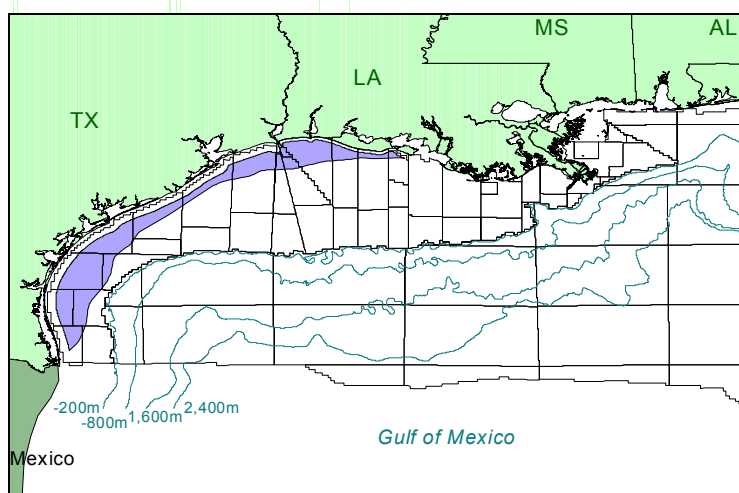 MS
AL
LA
TX
-200m
-800m
1,600m
2,400m
Gulf of Mexico
Mexico